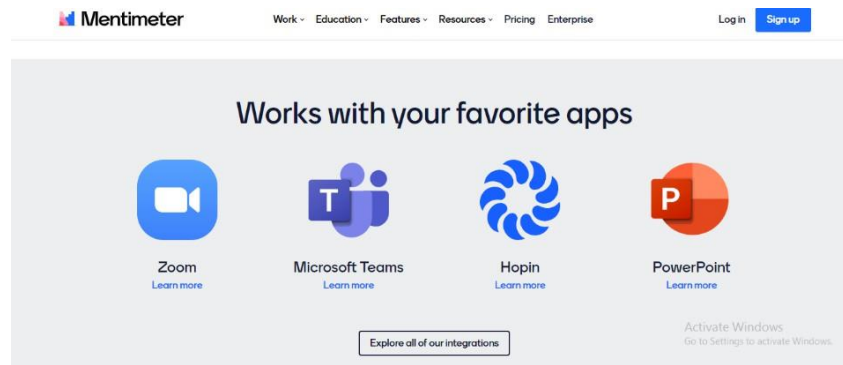 Mentimeter Work Education Features Resources Pricing Enterprise Log in Sign up
Works with your favorite apps
T P
Zoom Microsoft Teams Hopin PowerPoint
Learn more Learn more Learn more Learn more
Explore all of our integrations
Activate Windows
Go to Settings to activate Windows.